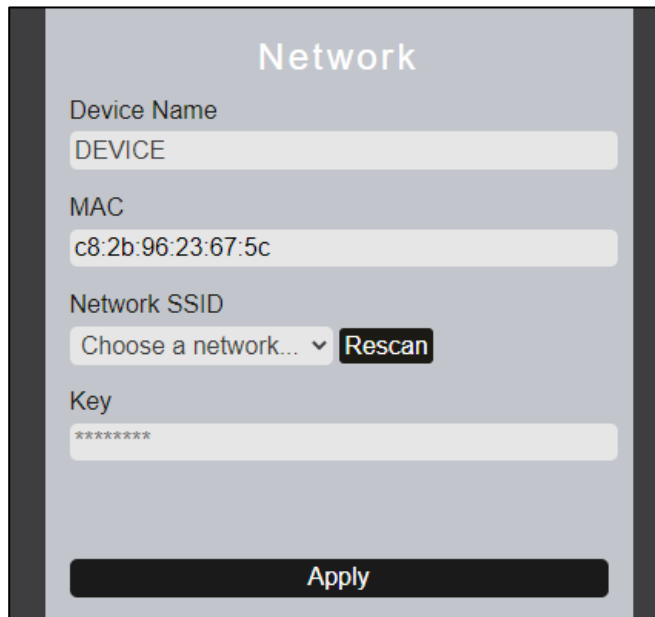 Network
Device Name
DEVICE
MAC
c8:2b:96:23:67:5c
Network SSID
Choose a network... Rescan
Key
********
Apply